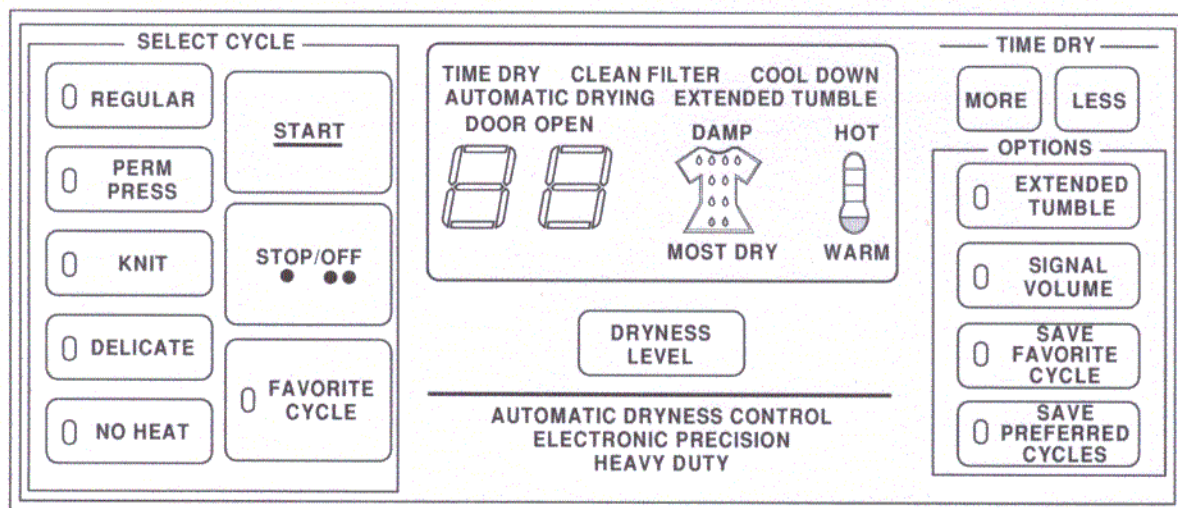 SELECT CYCLE
REGULAR
PERM
PRESS
KNIT
DELICATE
NO HEAT
START
STOP/OFF
FAVORITE
CYCLE
TIME DRY CLEAN FILTER COOL DOWN
AUTOMATIC DRYING EXTENDED TUMBLE
DOOR OPEN
DAMP
HOT
88
MOST DRY
WARM
DRYNESS
LEVEL
AUTOMATIC DRYNESS CONTROL
ELECTRONIC PRECISION
HEAVY DUTY
TIME DRY
MORE
LESS
OPTIONS
EXTENDED
TUMBLE
SIGNAL
VOLUME
SAVE
FAVORITE
CYCLE
SAVE
PREFERRED
CYCLES